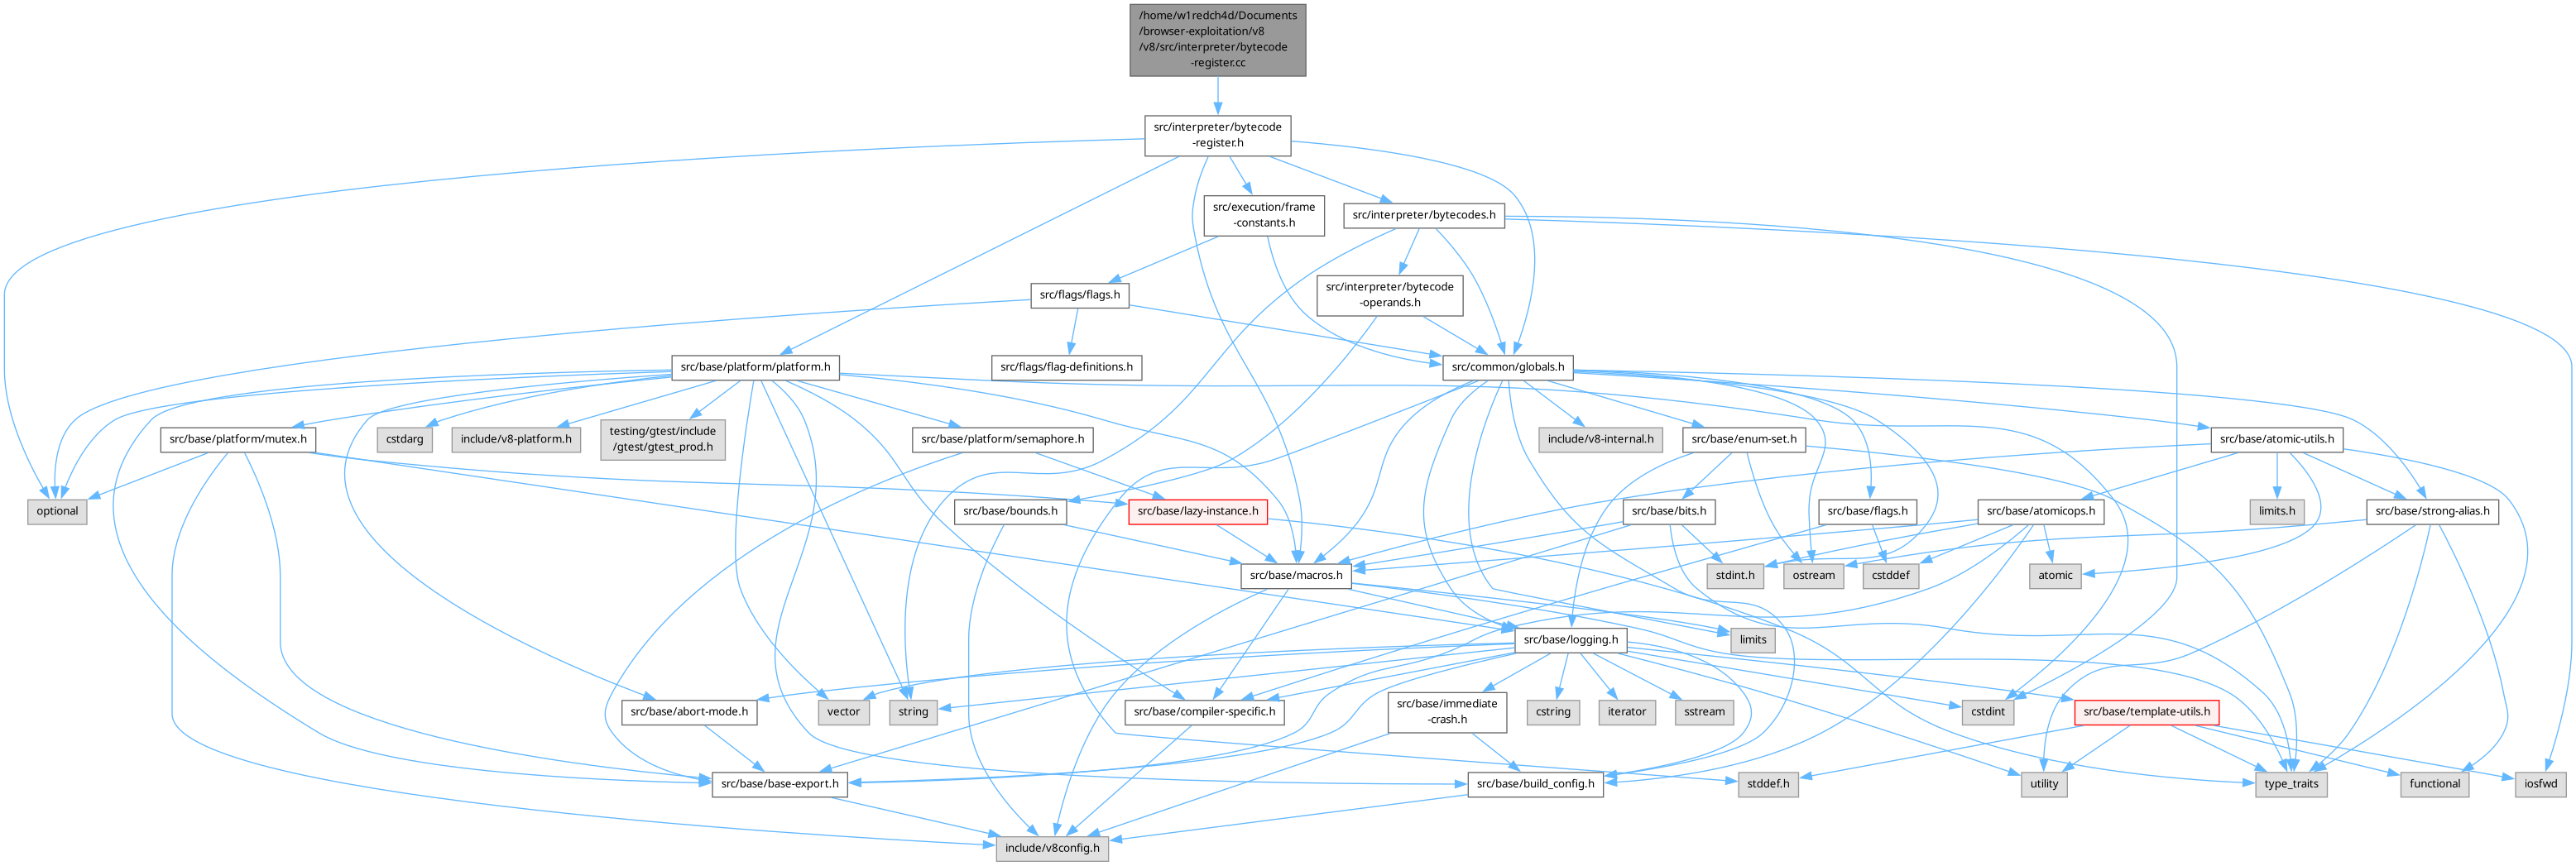 /home/w1redch4d/Documents
/browser-exploitation/v8
/v8/src/interpreter/bytecode
-register.cc
src/interpreter/bytecode
-register.h
src/execution/frame
-constants.h
src/interpreter/bytecodes.h
src/flags/flags.h
src/interpreter/bytecode
-operands.h
src/base/platform/platform.h
src/flags/flag-definitions.h
src/common/globals.h
src/base/platform/mutex.h
cstdarg
include/v8-platform.h
testing/gtest/include
/gtest/gtest_prod.h
src/base/platform/semaphore.h
include/v8-internal.h
src/base/enum-set.h
src/base/atomic-utils.h
optional
src/base/bounds.h
src/base/lazy-instance.h
src/base/bits.h
src/base/flags.h
src/base/atomicops.h
limits.h
src/base/strong-alias.h
src/base/macros.h
stdint.h
ostream
cstddef
atomic
src/base/logging.h
limits
src/base/abort-mode.h
vector
string
src/base/compiler-specific.h
src/base/immediate
-crash.h
cstring
iterator
sstream
cstdint
src/base/template-utils.h
src/base/base-export.h
src/base/build_config.h
stddef.h
utility
type_traits
functional
iosfwd
include/v8config.h